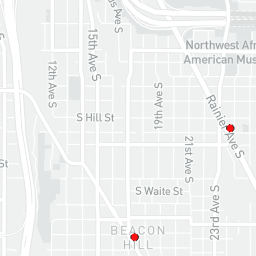 Northwest Afr
American Mus
12th Ave S
15th Ave S
S Hill St
19th Ave S
21st Ave S
Rainier Ave S
23rd Ave S
S Waite St
BEACON
HILL